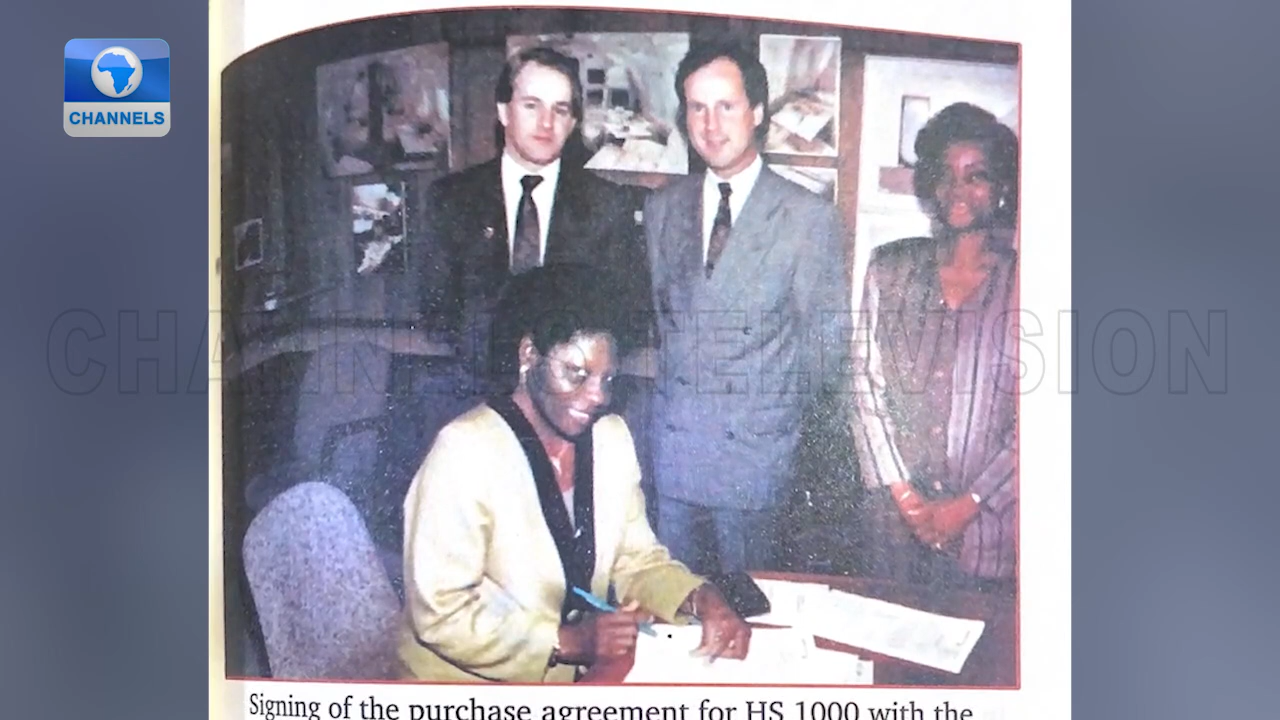 CHANNELS
CHANNELS TELEVISION
Signing of the purchase agreement for HS 1000 with the